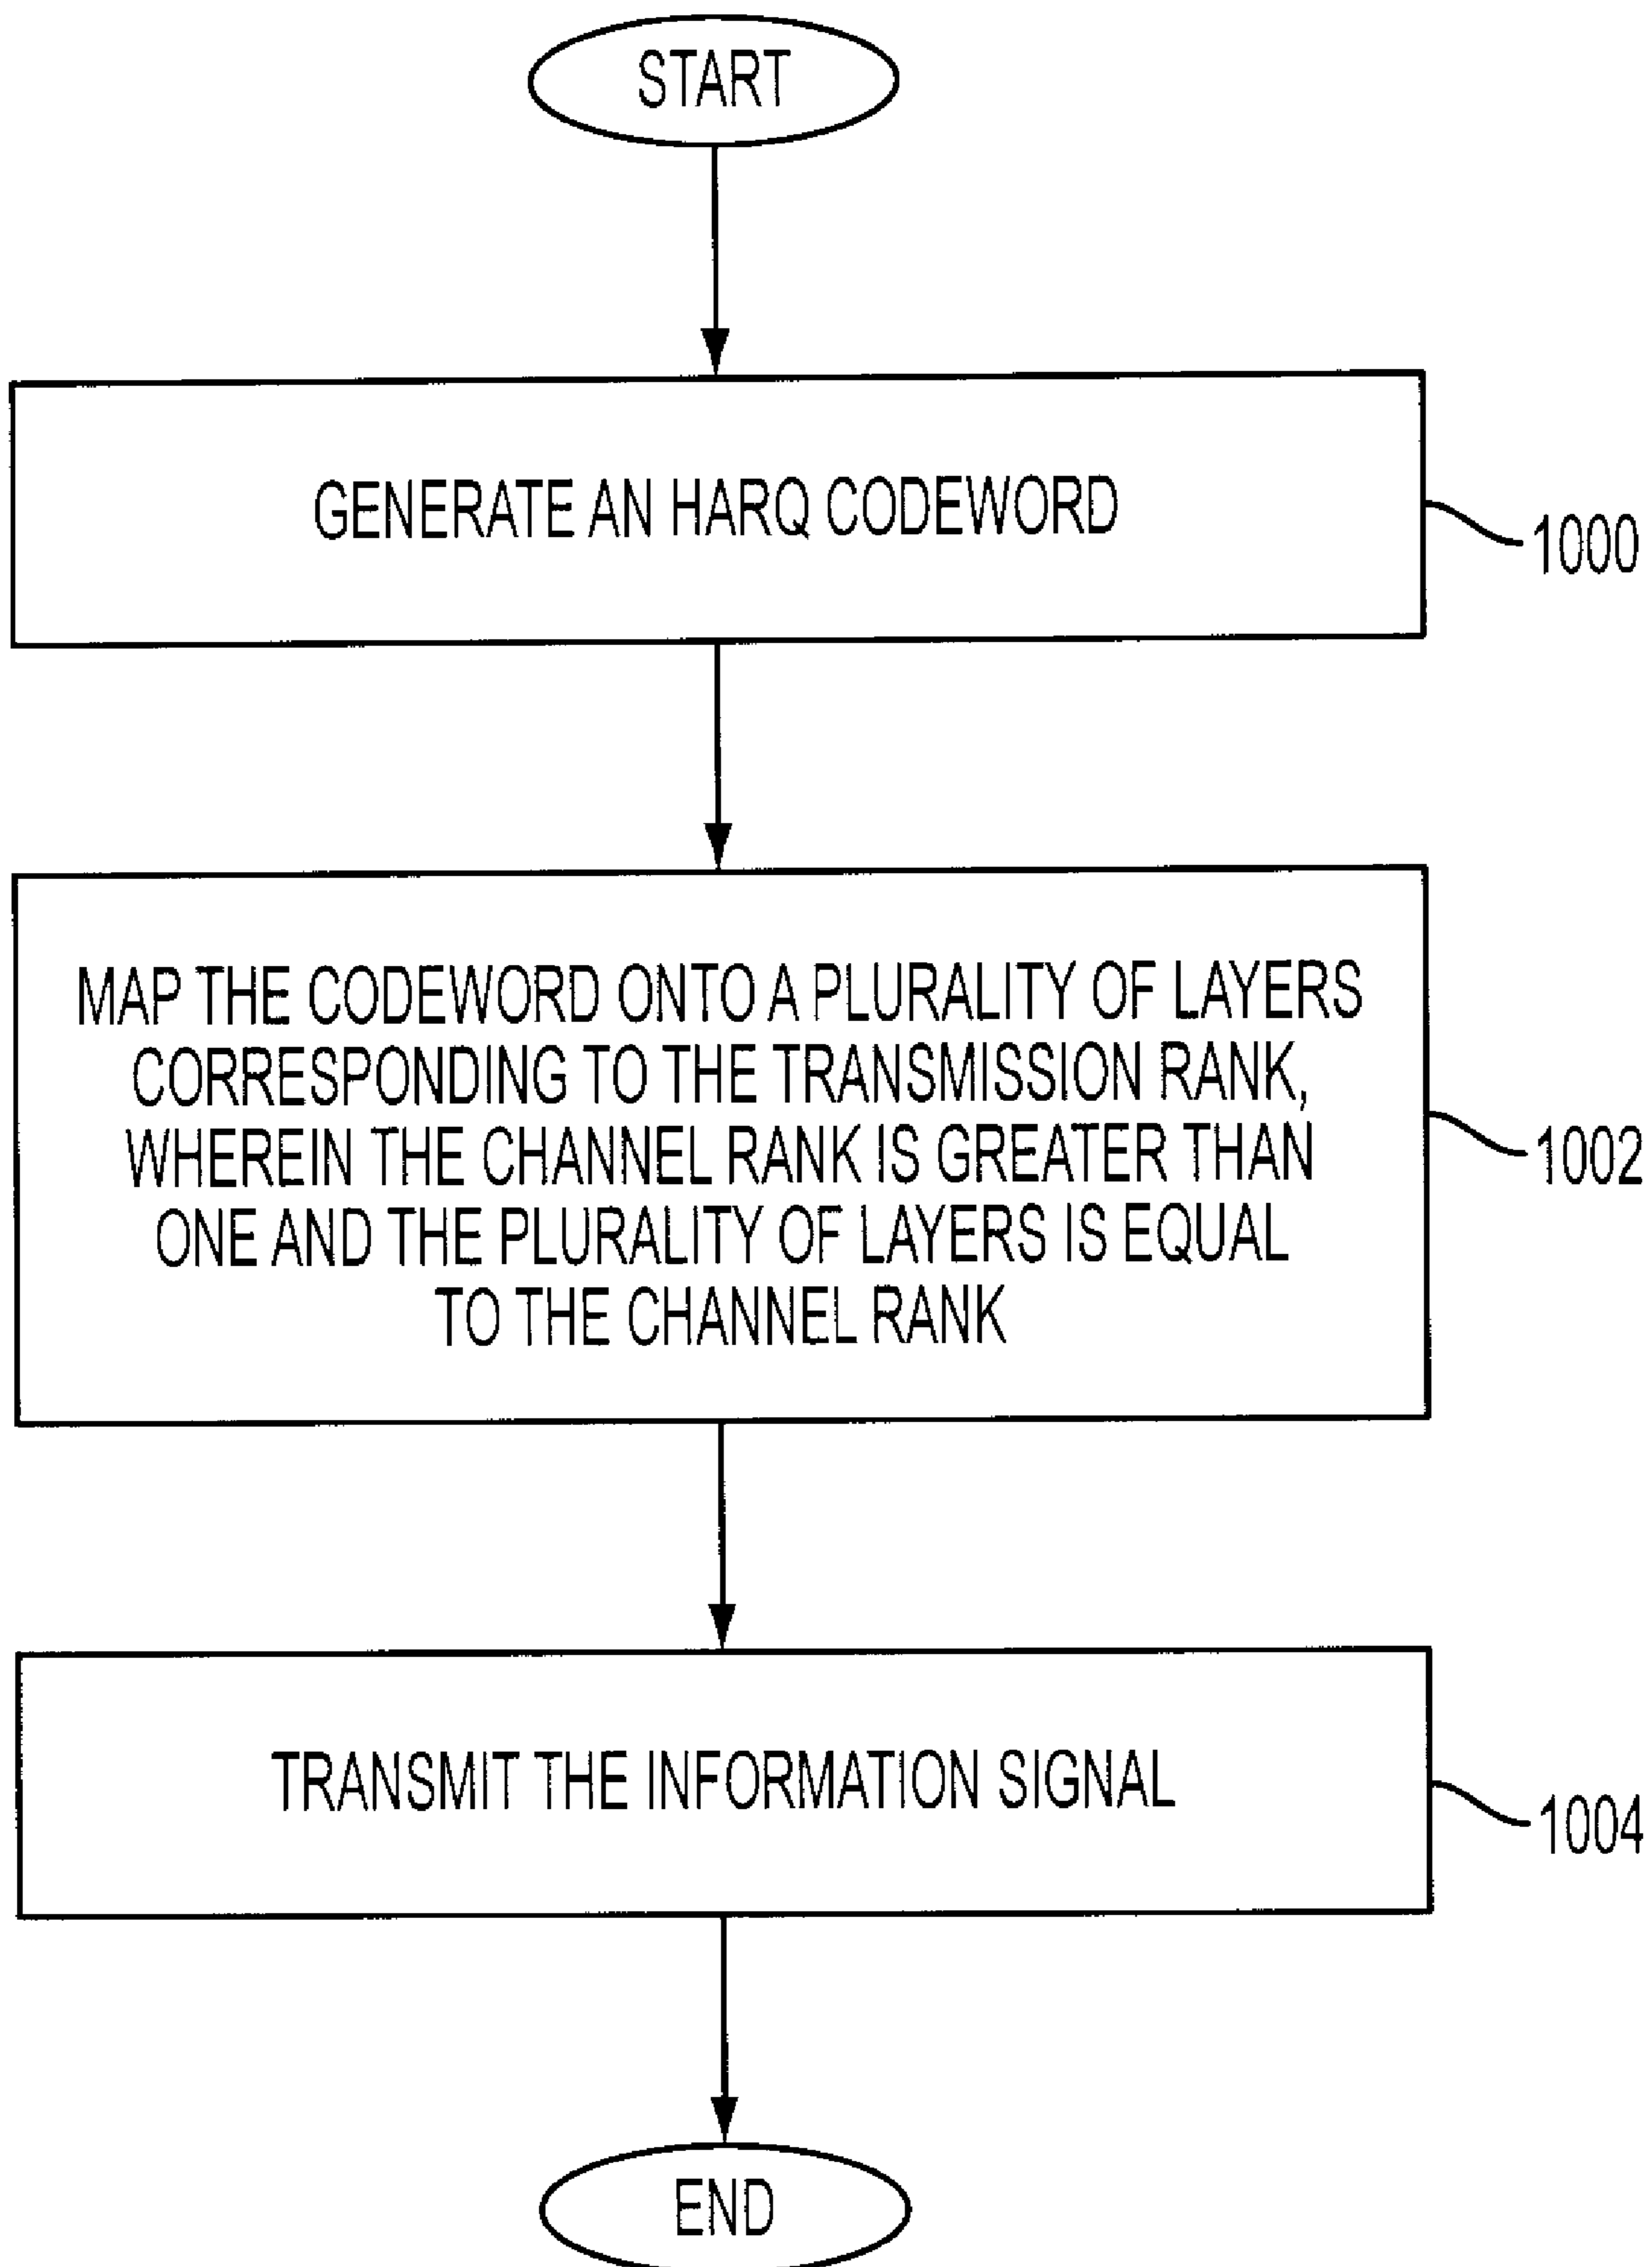 START
GENERATE AN HARQ CODEWORD
1000
MAP THE CODEWORD ONTO A PLURALITY OF LAYERS
CORRESPONDING TO THE TRANSMISSION RANK,
WHEREIN THE CHANNEL RANK IS GREATER THAN
ONE AND THE PLURALITY OF LAYERS IS EQUAL
TO THE CHANNEL RANK
1002
TRANSMIT THE INFORMATION SIGNAL
1004
END